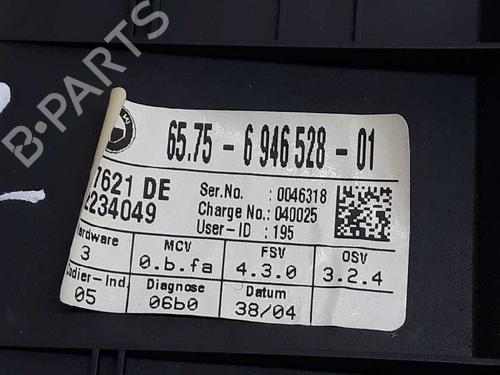 B-PARTS
65.75 - 6 946 528 - 01
7621 DE
2234049
Ser.No. : 0046318
Charge No.: 040025
User-ID : 195
Hardware
3
MCV
0.b.fa
FSV
4.3.0
OSV
3.2.4
Codier-Ind.
05
Diagnose
06b0
Datum
38/04